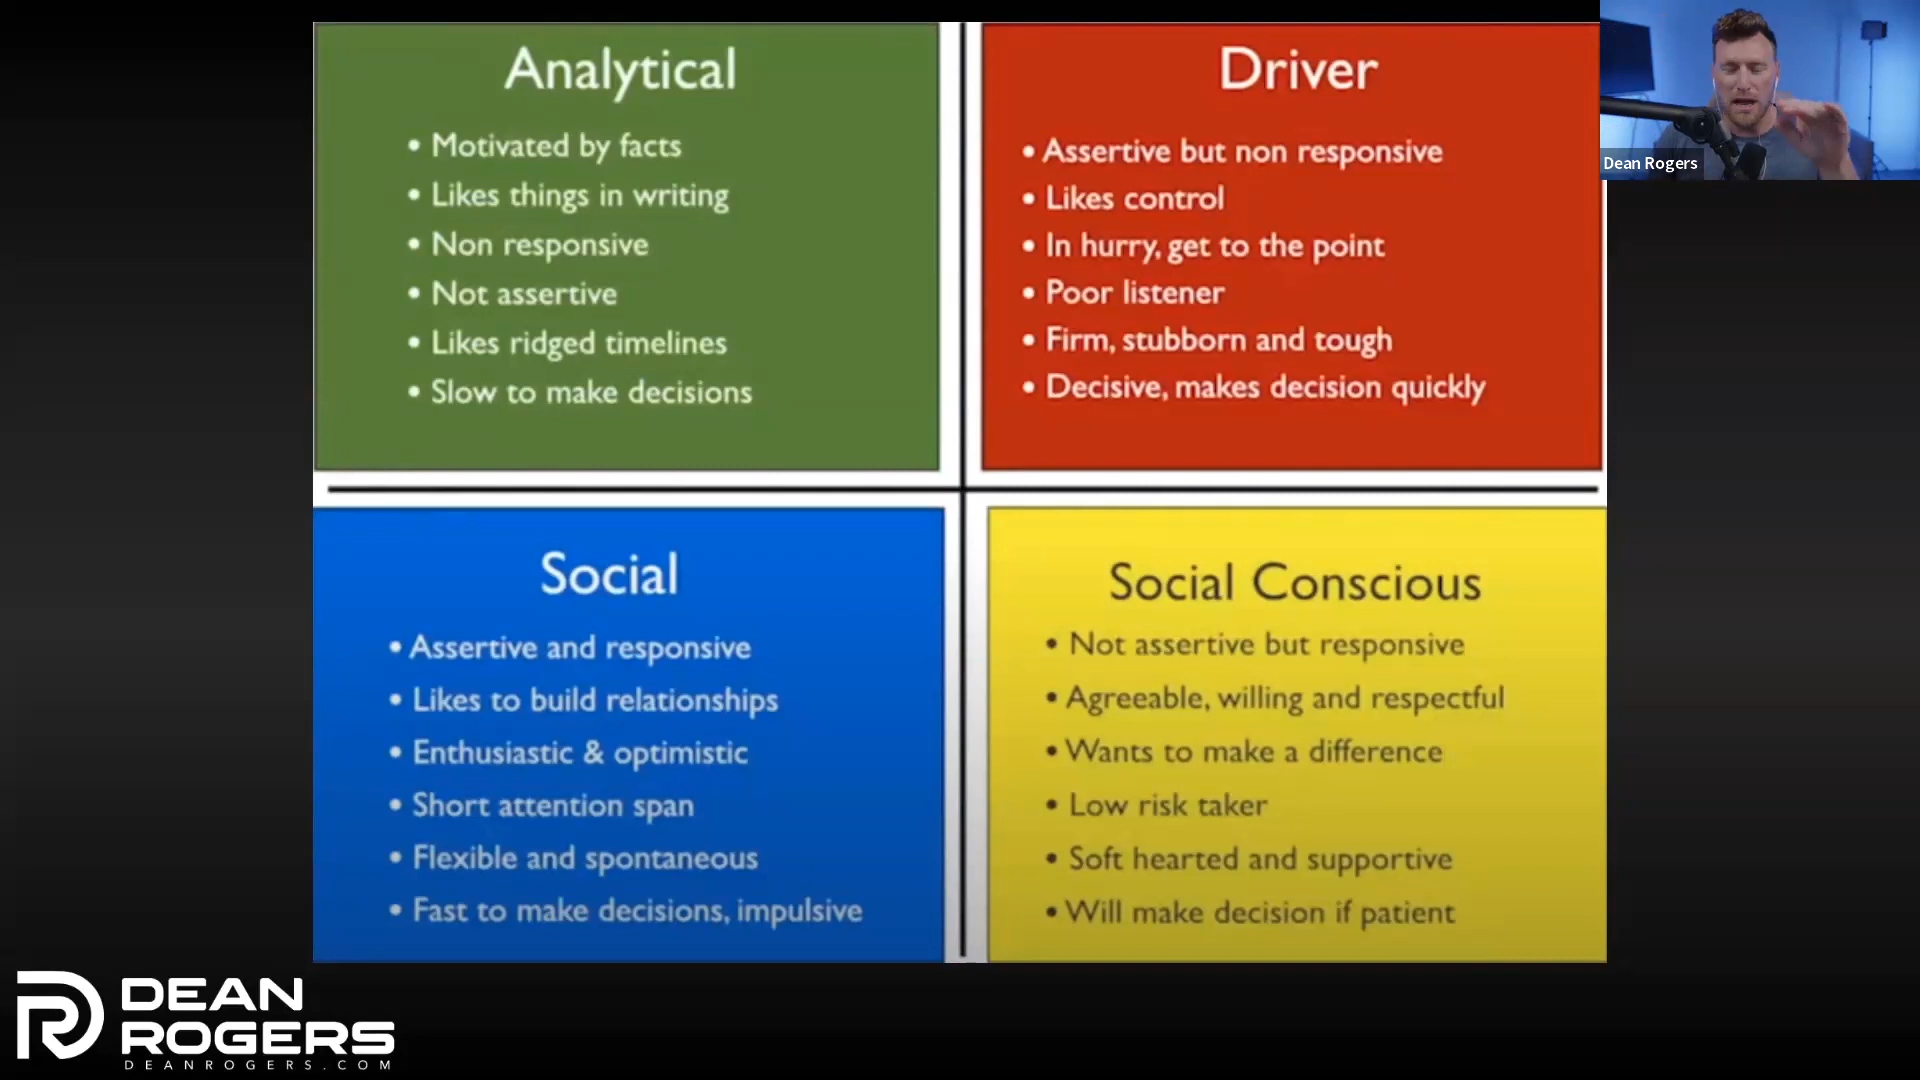 Analytical
• Motivated by facts
• Likes things in writing
• Non responsive
• Not assertive
• Likes ridged timelines
• Slow to make decisions
Driver
• Assertive but non responsive
• Likes control
• In hurry, get to the point
• Poor listener
• Firm, stubborn and tough
• Decisive, makes decision quickly
Dean Rogers
Social
• Assertive and responsive
• Likes to build relationships
• Enthusiastic & optimistic
• Short attention span
• Flexible and spontaneous
• Fast to make decisions, impulsive
Social Conscious
• Not assertive but responsive
• Agreeable, willing and respectful
• Wants to make a difference
• Low risk taker
• Soft hearted and supportive
• Will make decision if patient
DEAN
ROGERS
DEANROGERS.COM